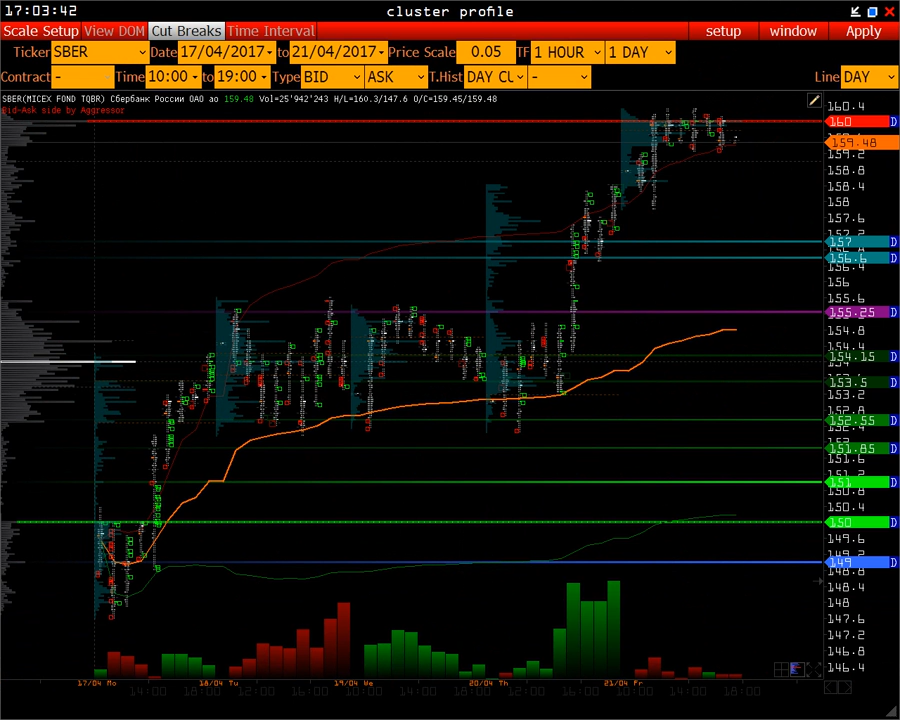 17:03:42
cluster profile
Scale Setup View DOM Cut Breaks Time Interval setup window Apply
Ticker SBER Date 17/04/2017 to 21/04/2017 Price Scale 0.05 TF 1 HOUR 1 DAY
Contract - Time 10:00 to 19:00 Type BID ASK T.Hist DAY CL - Line DAY
SBER(MICEX FOND TQBR) Сбербанк России ОАО ао 159.48 Vol=25'942'243 H/L=160.3/147.6 O/C=159.45/159.48
Bid-Ask side by Aggressor
160.4
160 D
159.48
159.2
158.8
158.4
158
157.6
157 D
156.6 D
156.4
156
155.6
155.25 D
154.8
154.4
154.15 D
153.5 D
153.2
152.8
152.55 D
152.4
151.85 D
151.6
151 D
150.8
150.4
150 D
149.6
149 D
148.8
148.4
148
147.6
147.2
146.8
146.4
17/04 Mo 18/04 Tu 19/04 We 20/04 Th 21/04 Fr
14:00 18:00 12:00 16:00 10:00 14:00 18:00 12:00 16:00 10:00 14:00 18:00